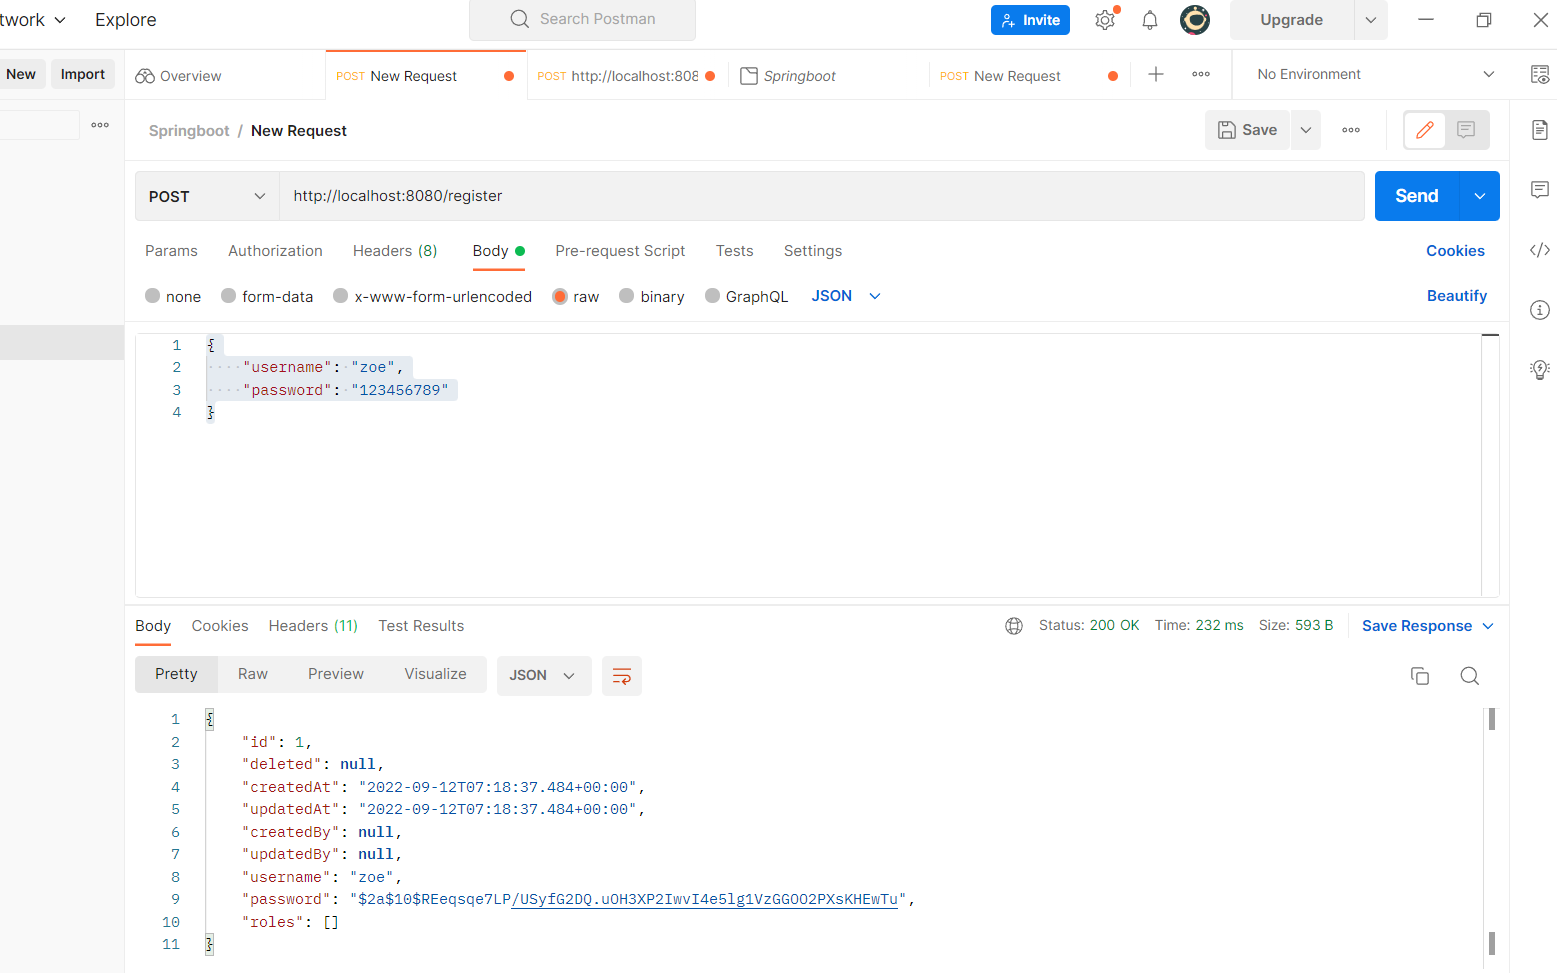 twork Explore Search Postman Invite Upgrade
New Import Overview POST New Request POST http://localhost:808 Springboot POST New Request No Environment
Springboot / New Request Save
POST http://localhost:8080/register Send
Params Authorization Headers (8) Body Pre-request Script Tests Settings Cookies
none form-data x-www-form-urlencoded raw binary GraphQL JSON Beautify
1 {
2 "username": "zoe",
3 "password": "123456789"
4 }
Body Cookies Headers (11) Test Results Status: 200 OK Time: 232 ms Size: 593 B Save Response
Pretty Raw Preview Visualize JSON
1 {
2 "id": 1,
3 "deleted": null,
4 "createdAt": "2022-09-12T07:18:37.484+00:00",
5 "updatedAt": "2022-09-12T07:18:37.484+00:00",
6 "createdBy": null,
7 "updatedBy": null,
8 "username": "zoe",
9 "password": "$2a$10$REeqsqe7LP/USyfG2DQ.uOH3XP2IwvI4e5lg1VzGGOO2PXsKHEwTu",
10 "roles": []
11 }